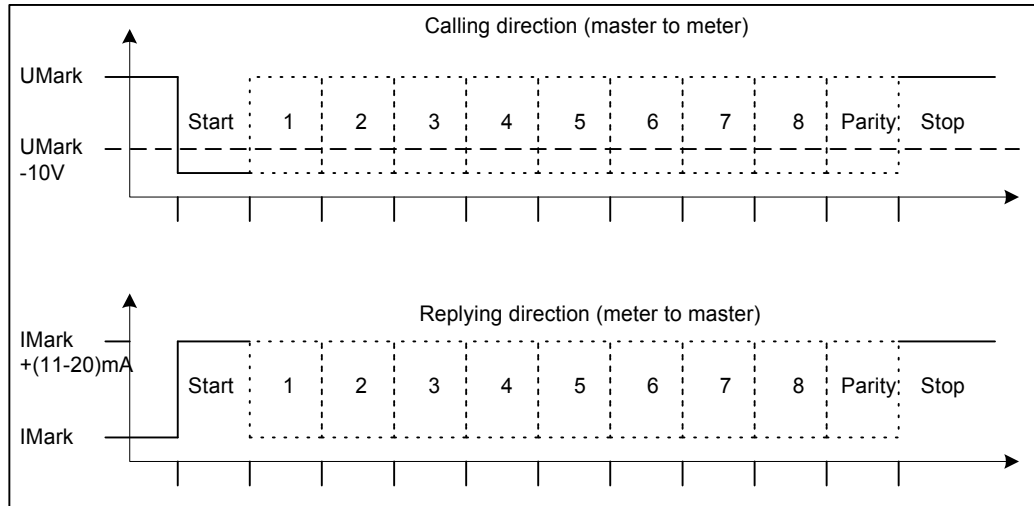 Calling direction (master to meter)
UMark
Start 1 2 3 4 5 6 7 8 Parity Stop
UMark
-10V
Replying direction (meter to master)
IMark
+(11-20)mA
Start 1 2 3 4 5 6 7 8 Parity Stop
IMark